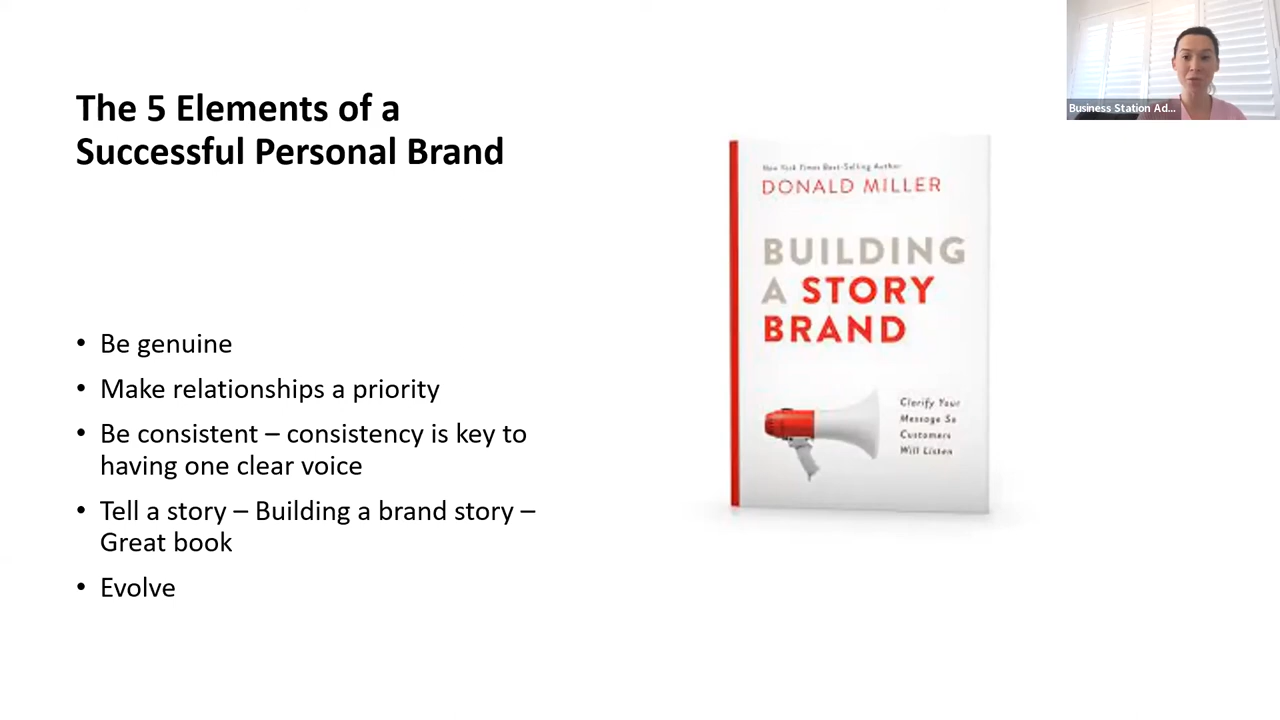 The 5 Elements of a
Successful Personal Brand
• Be genuine
• Make relationships a priority
• Be consistent – consistency is key to
having one clear voice
• Tell a story – Building a brand story –
Great book
• Evolve
New York Times Best-Selling Author
DONALD MILLER
BUILDING
A STORY
BRAND
Clarify Your
Message So
Customers
Will Listen
Business Station Ad...